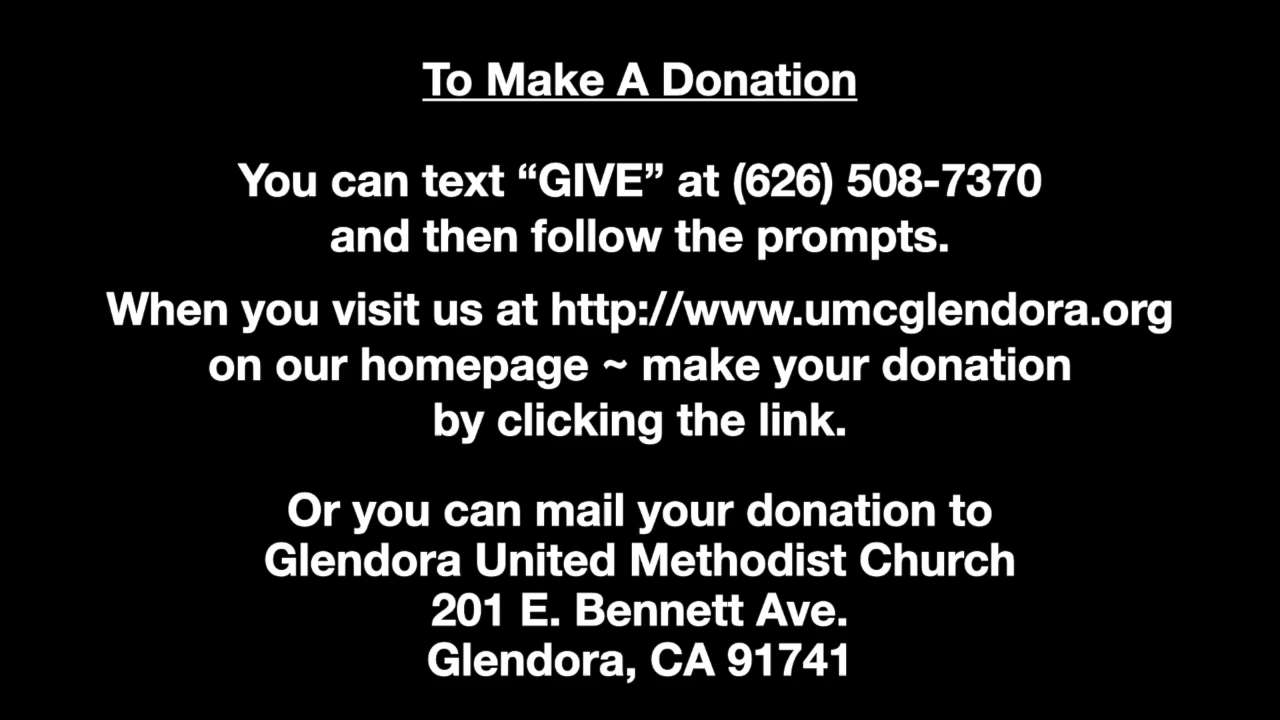 To Make A Donation
You can text “GIVE” at (626) 508-7370
and then follow the prompts.
When you visit us at http://www.umcglendora.org
on our homepage ~ make your donation
by clicking the link.
Or you can mail your donation to
Glendora United Methodist Church
201 E. Bennett Ave.
Glendora, CA 91741